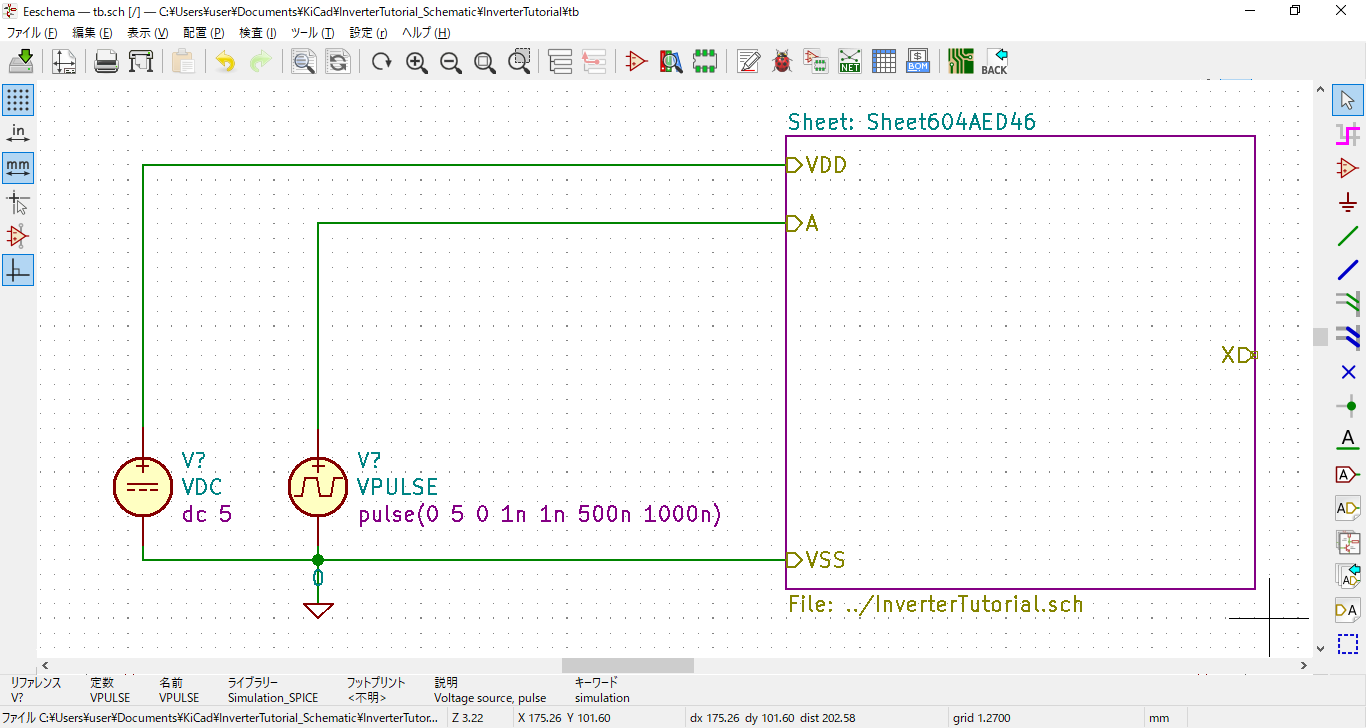 Eeschema — tb.sch [/] — C:¥Users¥user¥Documents¥KiCad¥InverterTutorial_Schematic¥InverterTutorial¥tb
ファイル (F) 編集 (E) 表示 (V) 配置 (P) 検査 (I) ツール (T) 設定 (r) ヘルプ (H)
NET
$
BOM
BACK
in
mm
A
A
AD
AD
DA
Sheet: Sheet604AED46
VDD
A
X
V?
VDC
dc 5
V?
VPULSE
pulse(0 5 0 1n 1n 500n 1000n)
VSS
0
File: ../InverterTutorial.sch
リファレンス 定数 名前 ライブラリー フットプリント 説明 キーワード
V? VPULSE VPULSE Simulation_SPICE <不明> Voltage source, pulse simulation
ファイル C:¥Users¥user¥Documents¥KiCad¥InverterTutorial_Schematic¥InverterTutor... Z 3.22 X 175.26 Y 101.60 dx 175.26 dy 101.60 dist 202.58 grid 1.2700 mm